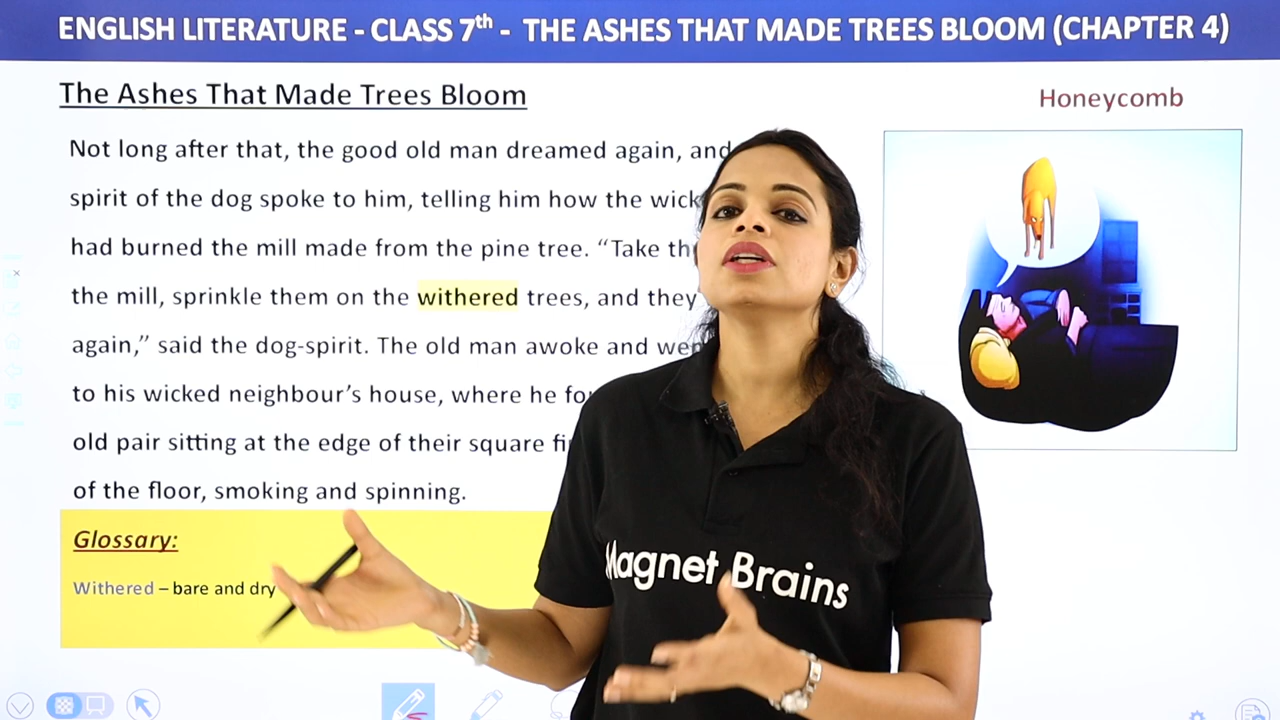 ENGLISH LITERATURE - CLASS 7th - THE ASHES THAT MADE TREES BLOOM (CHAPTER 4)
The Ashes That Made Trees Bloom
Honeycomb
Not long after that, the good old man dreamed again, and
spirit of the dog spoke to him, telling him how the
had burned the mill made from the pine tree. “Take
the mill, sprinkle them on the withered trees, and they
again,” said the dog-spirit. The old man awoke and
to his wicked neighbour’s house, where he
old pair sitting at the edge of their square
of the floor, smoking and spinning.
Glossary:
Withered – bare and dry
Magnet Brains